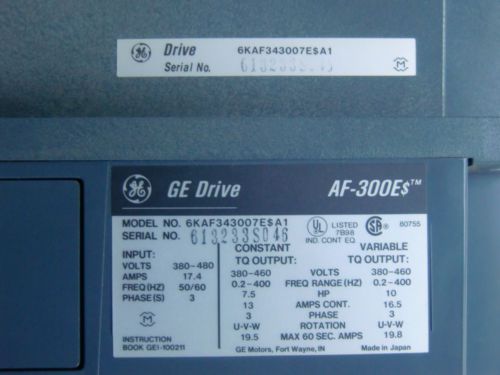 GE Drive 6KAF343007E$A1
Serial No.
GE GE Drive AF-300E$™
MODEL NO. 6KAF343007E$A1
SERIAL NO. 613233S046
UL LISTED 7B98 IND. CONT EQ
SA 80755
INPUT:
VOLTS 380-480
AMPS 17.4
FREQ (HZ) 50/60
PHASE(S) 3
M
INSTRUCTION
BOOK GEI-100211
CONSTANT VARIABLE
TQ OUTPUT: TQ OUTPUT:
380-460 VOLTS 380-460
0.2-400 FREQ RANGE (HZ) 0.2-400
7.5 HP 10
13 AMPS CONT. 16.5
3 PHASE 3
U-V-W ROTATION U-V-W
19.5 MAX 60 SEC. AMPS 19.8
GE Motors, Fort Wayne, IN Made in Japan